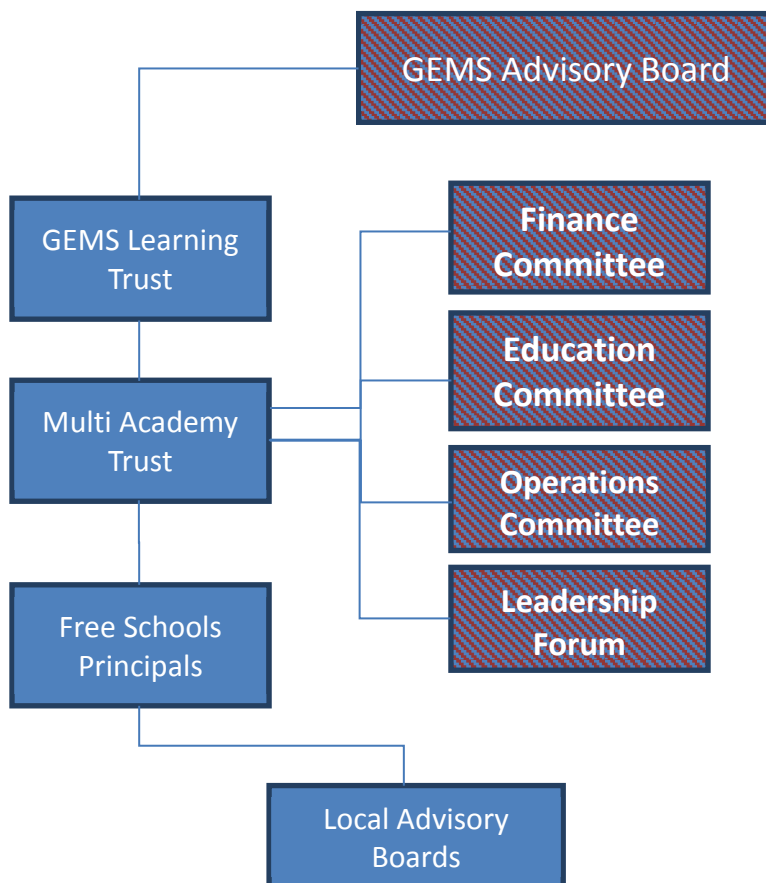 GEMS Advisory Board
GEMS Learning
Trust
Finance
Committee
Education
Committee
Multi Academy
Trust
Operations
Committee
Leadership
Forum
Free Schools
Principals
Local Advisory
Boards